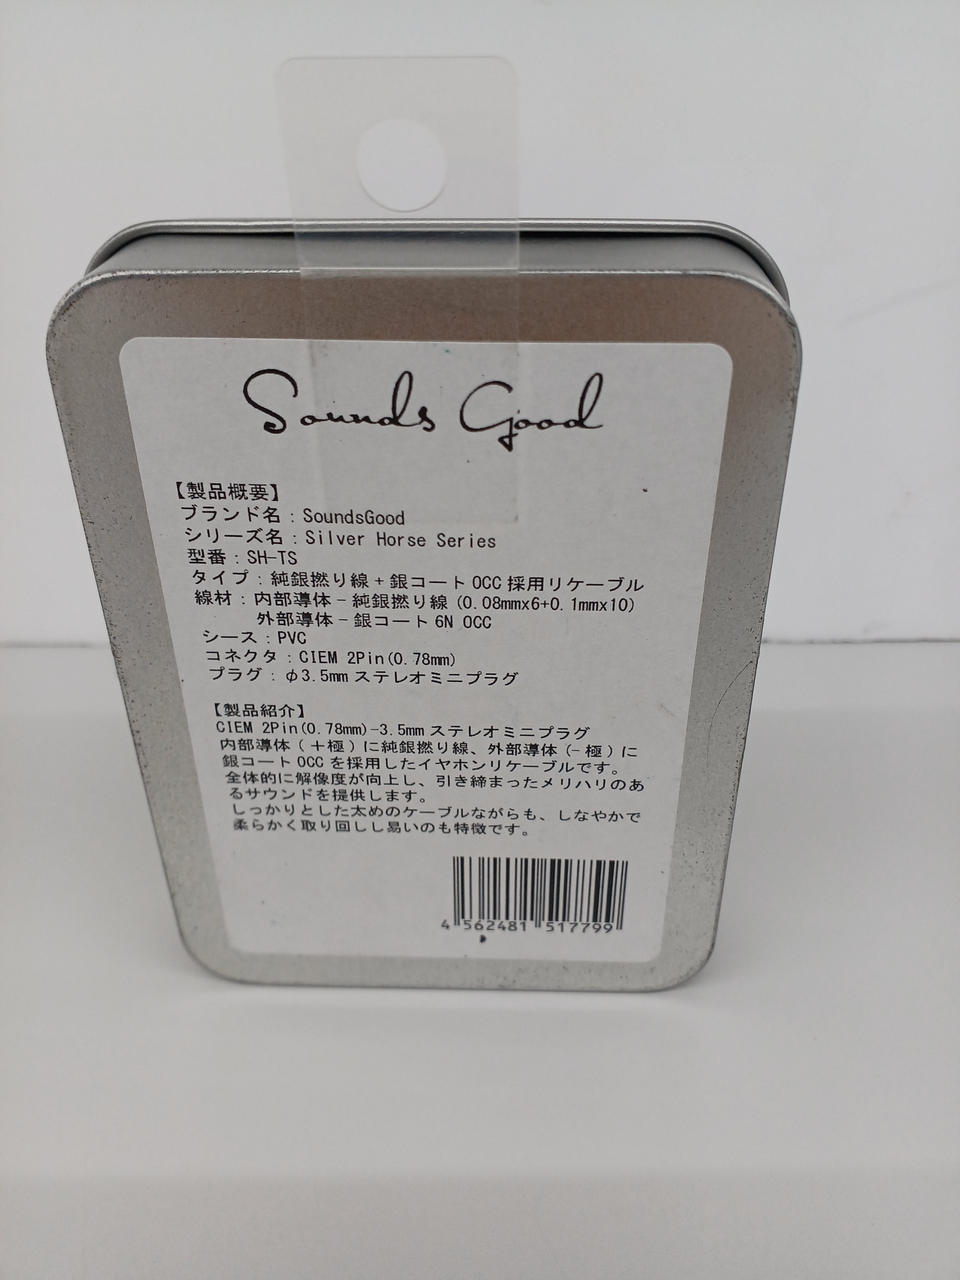 Sounds Good
【製品概要】
ブランド名：SoundsGood
シリーズ名：Silver Horse Series
型番：SH-TS
タイプ：純銀撚り線＋銀コート OCC 採用リケーブル
線材：内部導体－純銀撚り線 (0.08mmx6+0.1mmx10)
外部導体－銀コート 6N OCC
シース：PVC
コネクタ：CIEM 2Pin(0.78mm)
プラグ：φ3.5mm ステレオミニプラグ
【製品紹介】
CIEM 2Pin(0.78mm)-3.5mm ステレオミニプラグ
内部導体（＋極）に純銀撚り線、外部導体（－極）に
銀コート OCC を採用したイヤホンリケーブルです。
全体的に解像度が向上し、引き締まったメリハリのあ
るサウンドを提供します。
しっかりとした太めのケーブルながらも、しなやかで
柔らかく取り回しし易いのも特徴です。
4 562481 517799